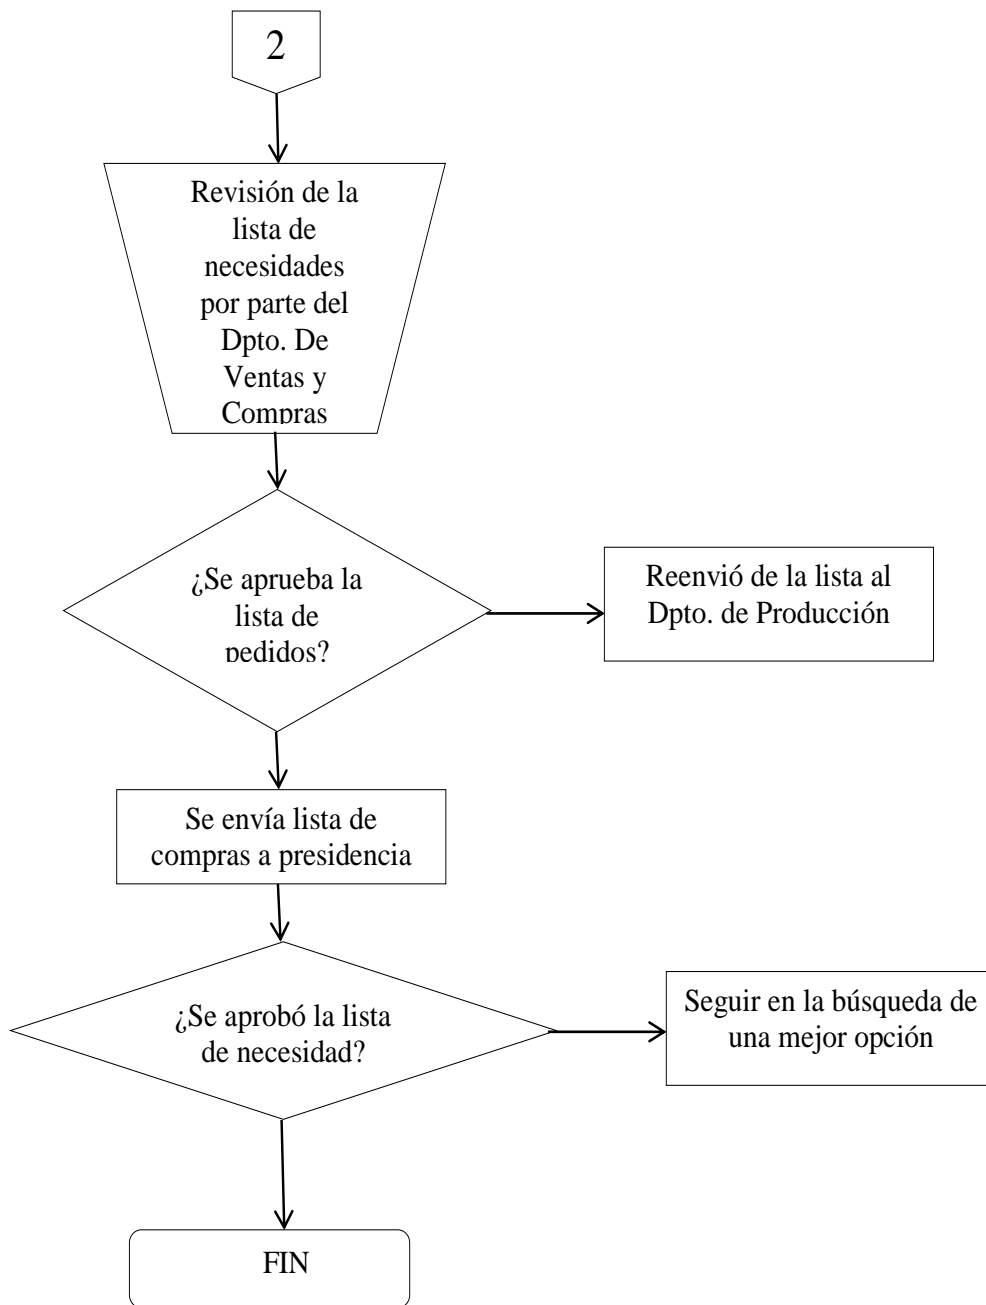 2
Revisión de la
lista de
necesidades
por parte del
Dpto. De
Ventas y
Compras
¿Se aprueba la
lista de
pedidos?
Reenvió de la lista al
Dpto. de Producción
Se envía lista de
compras a presidencia
¿Se aprobó la lista
de necesidad?
Seguir en la búsqueda de
una mejor opción
FIN